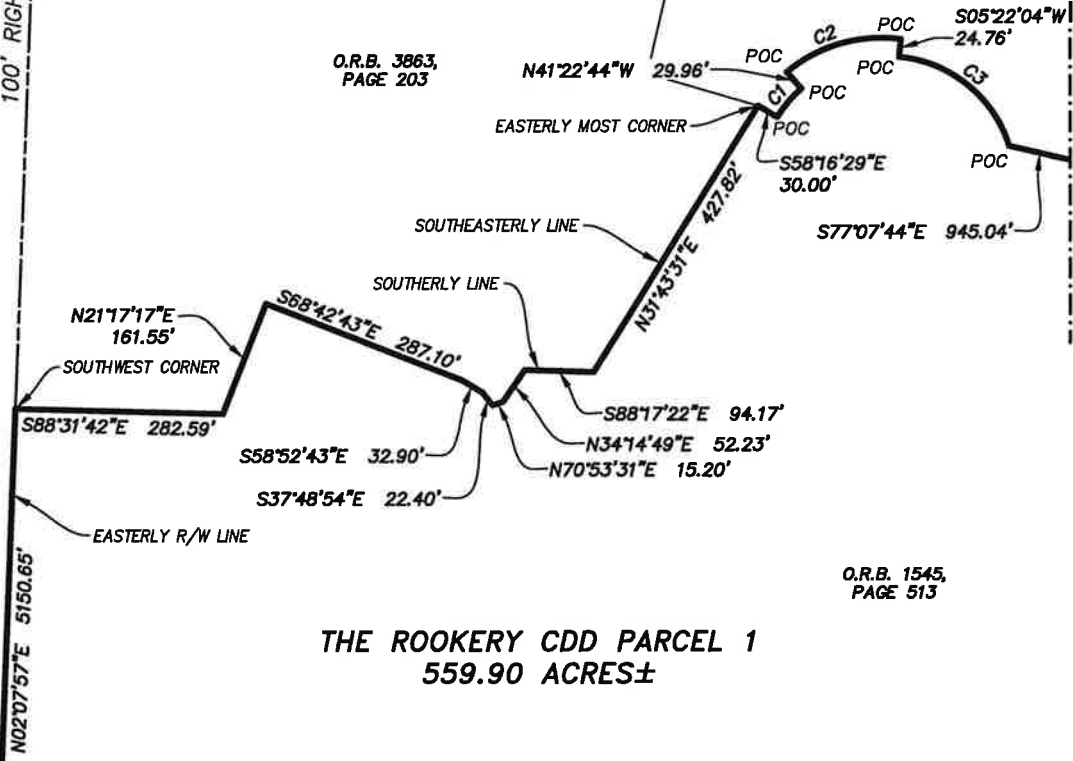 100' RIGH
O.R.B. 3863,
PAGE 203
N41°22'44"W 29.96'
POC
C2
POC
S05°22'04"W
24.76'
POC
C3
C1
POC
EASTERLY MOST CORNER
POC
S58°16'29"E
30.00'
POC
S77°07'44"E 945.04'
SOUTHEASTERLY LINE
N31°43'31"E 427.82'
SOUTHERLY LINE
N21°17'17"E
161.55'
S68°42'43"E 287.10'
SOUTHWEST CORNER
S88°31'42"E 282.59'
S88°17'22"E 94.17'
N34°14'49"E 52.23'
S58°52'43"E 32.90'
N70°53'31"E 15.20'
S37°48'54"E 22.40'
EASTERLY R/W LINE
N02°07'57"E 5150.65'
O.R.B. 1545,
PAGE 513
THE ROOKERY CDD PARCEL 1
559.90 ACRES±